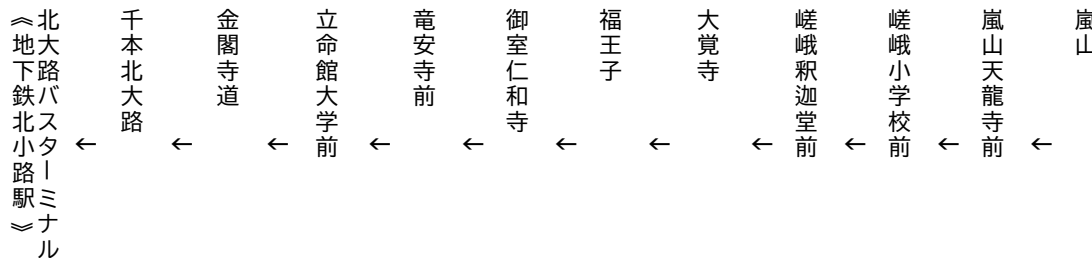 嵐山
←
嵐山天龍寺前
←
嵯峨小学校前
←
嵯峨釈迦堂前
←
大覚寺
←
福王子
←
御室仁和寺
←
竜安寺前
←
立命館大学前
←
金閣寺道
←
千本北大路
←
北大路バスターミナル
《地下鉄北小路駅》